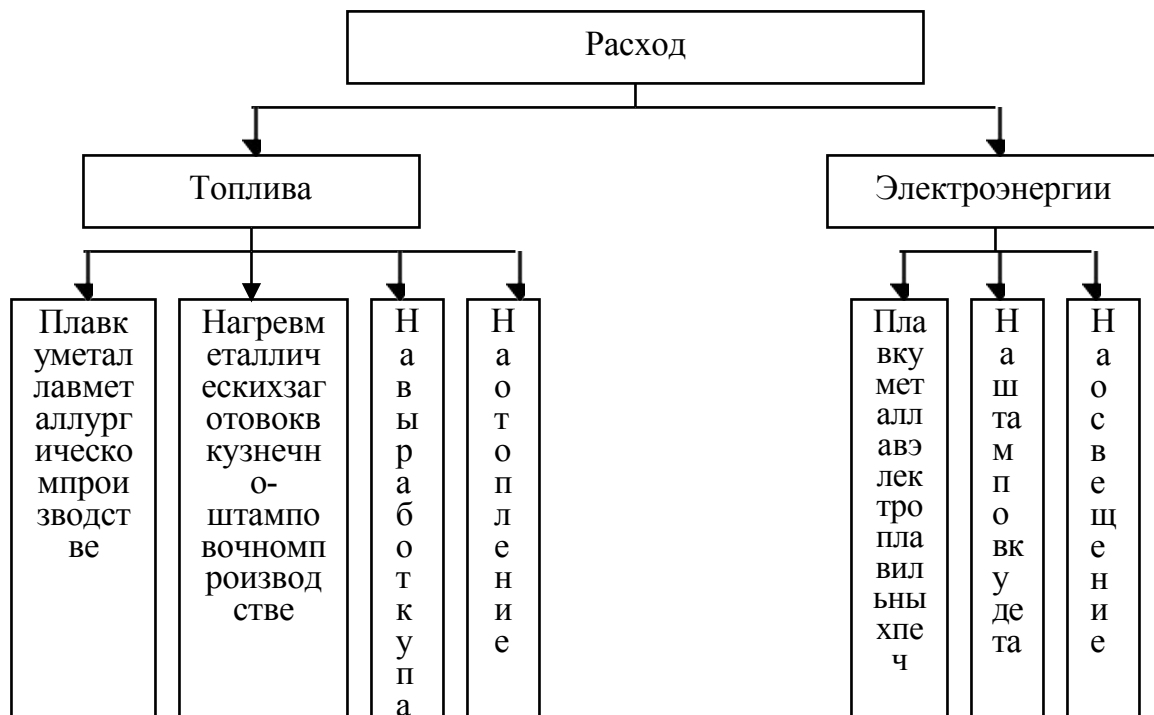 Расход
Топлива
Электроэнергии
Плавк
уметал
лавмет
аллург
ическо
мпрои
зводст
ве
Нагревм
еталлич
ескихзаг
отовокв
кузнечн
о-
штампо
вочномп
роизвод
стве
Н
а
в
ы
р
а
б
о
т
к
у
п
а
Н
а
о
т
о
п
л
е
н
и
е
Пла
вку
мет
алл
авэ
лек
тро
пла
вил
ьны
хпе
ч
Н
а
ш
та
м
п
о
вк
у
де
та
Н
а
о
с
в
е
щ
е
н
и
е